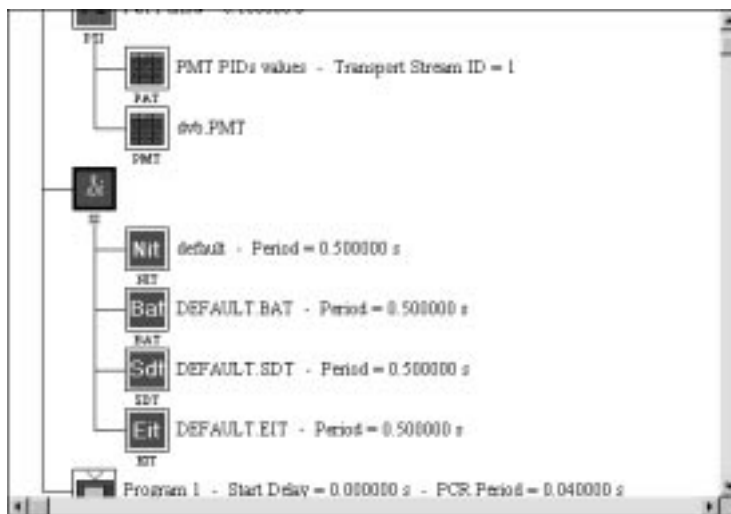 PSI
PMT PIDs values - Transport Stream ID = 1
PAT
dvb.PMT
PMT
SI
Nit default - Period = 0.500000 s
NIT
Bat DEFAULT.BAT - Period = 0.500000 s
BAT
Sdt DEFAULT.SDT - Period = 0.500000 s
SDT
Eit DEFAULT.EIT - Period = 0.500000 s
EIT
Program 1 - Start Delay = 0.000000 s - PCR Period = 0.040000 s